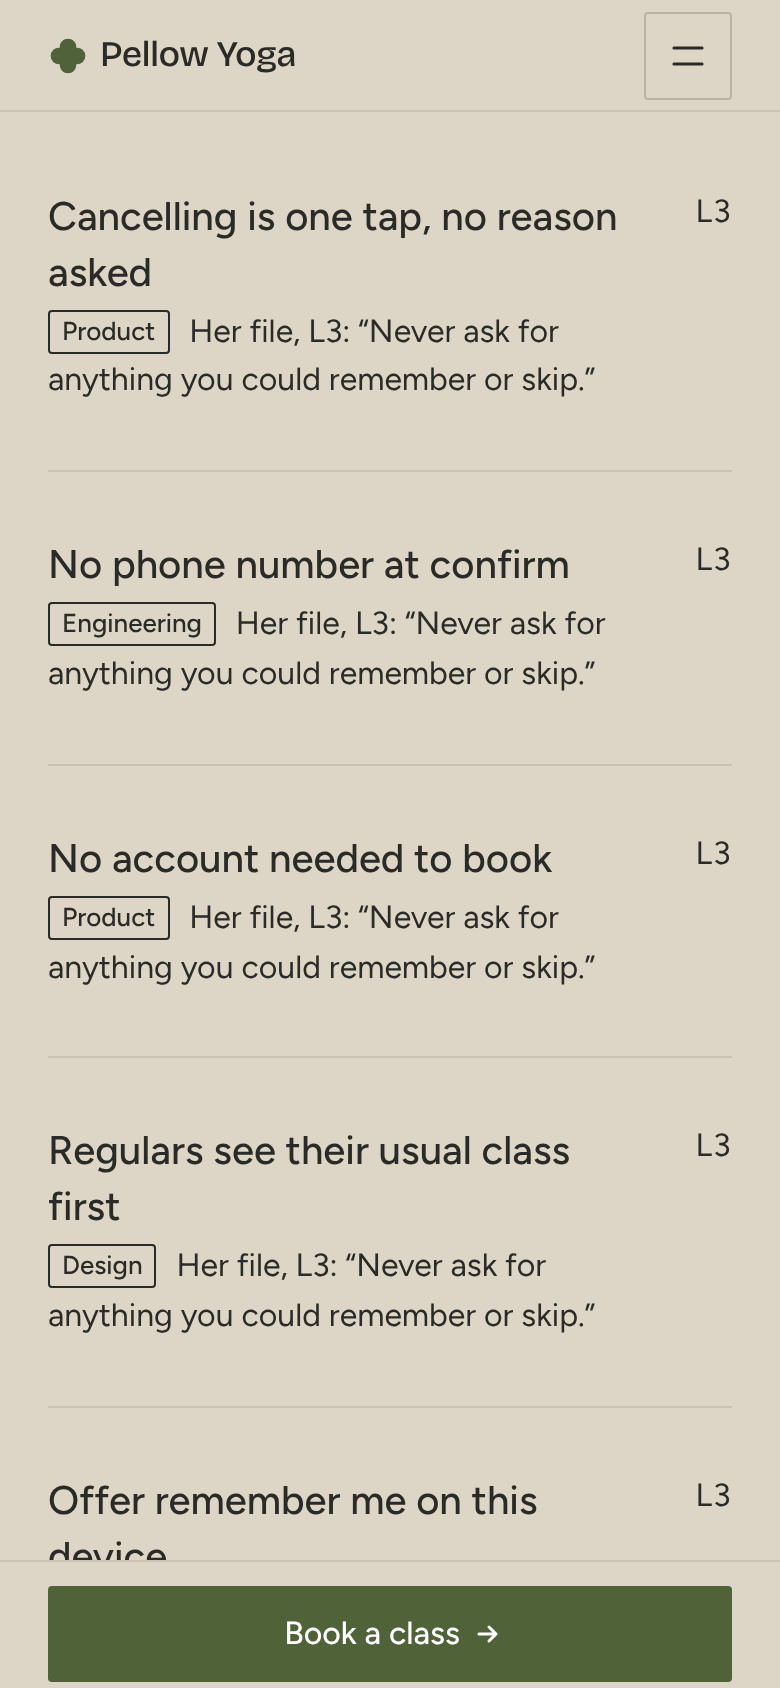 Pellow Yoga
Cancelling is one tap, no reason
asked
L3
Product Her file, L3: “Never ask for
anything you could remember or skip.”
No phone number at confirm
L3
Engineering Her file, L3: “Never ask for
anything you could remember or skip.”
No account needed to book
L3
Product Her file, L3: “Never ask for
anything you could remember or skip.”
Regulars see their usual class
first
L3
Design Her file, L3: “Never ask for
anything you could remember or skip.”
Offer remember me on this
device
L3
Book a class →